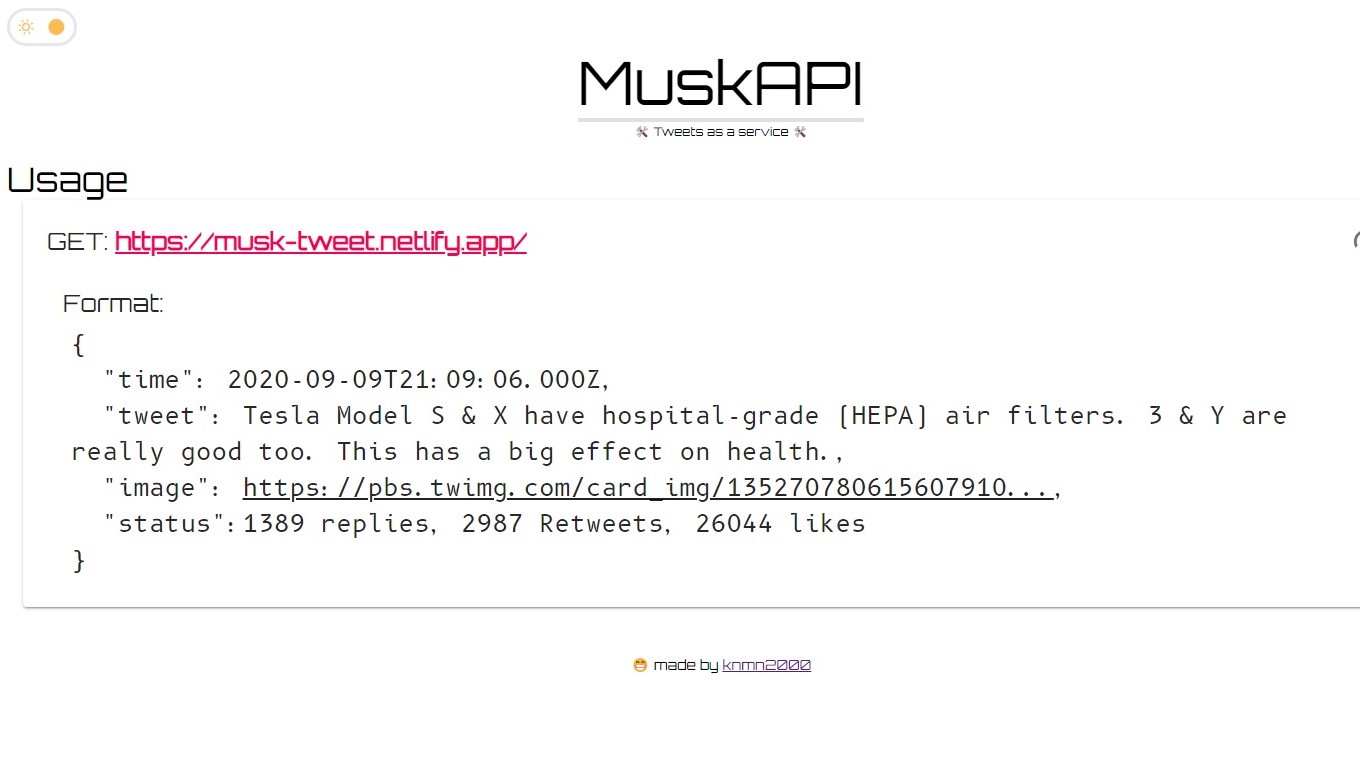 MuskAPI
🛠 Tweets as a service 🛠
Usage
GET: https://musk-tweet.netlify.app/
Format:
{
"time": 2020-09-09T21:09:06.000Z,
"tweet": Tesla Model S & X have hospital-grade (HEPA) air filters. 3 & Y are
really good too. This has a big effect on health.,
"image": https://pbs.twimg.com/card_img/135270780615607910...,
"status":1389 replies, 2987 Retweets, 26044 likes
}
😁 made by knmn2000